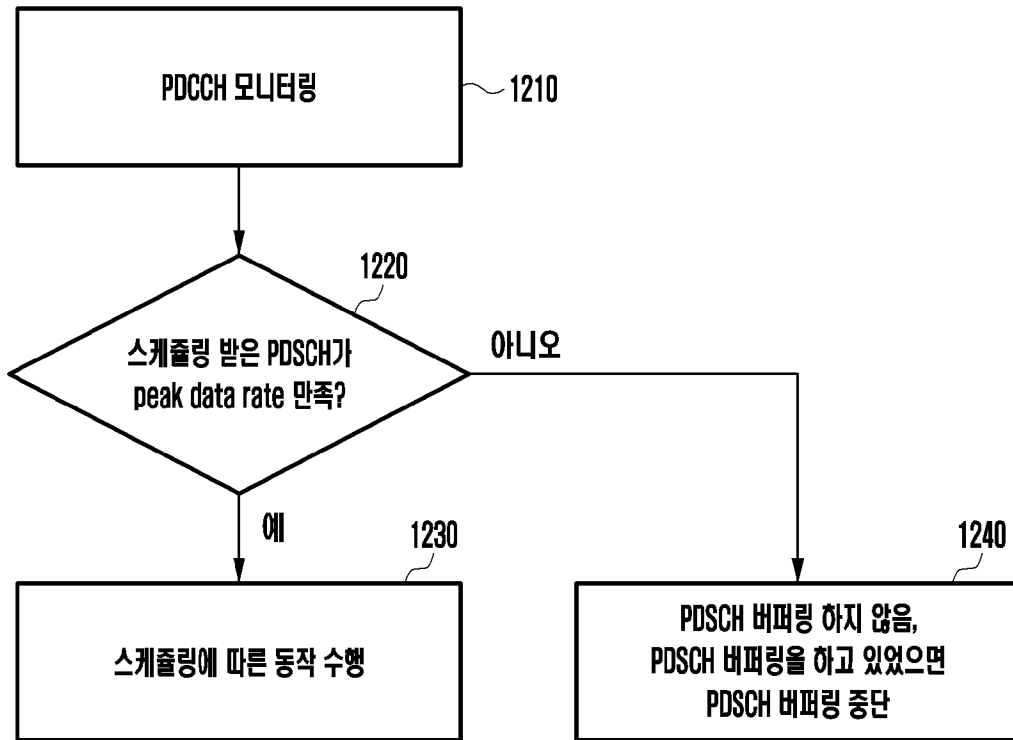 PDCCH 모니터링
1210
1220
스케쥴링 받은 PDSCH가
peak data rate 만족?
아니오
예
1230
스케쥴링에 따른 동작 수행
1240
PDSCH 버퍼링 하지 않음,
PDSCH 버퍼링을 하고 있었으면
PDSCH 버퍼링 중단